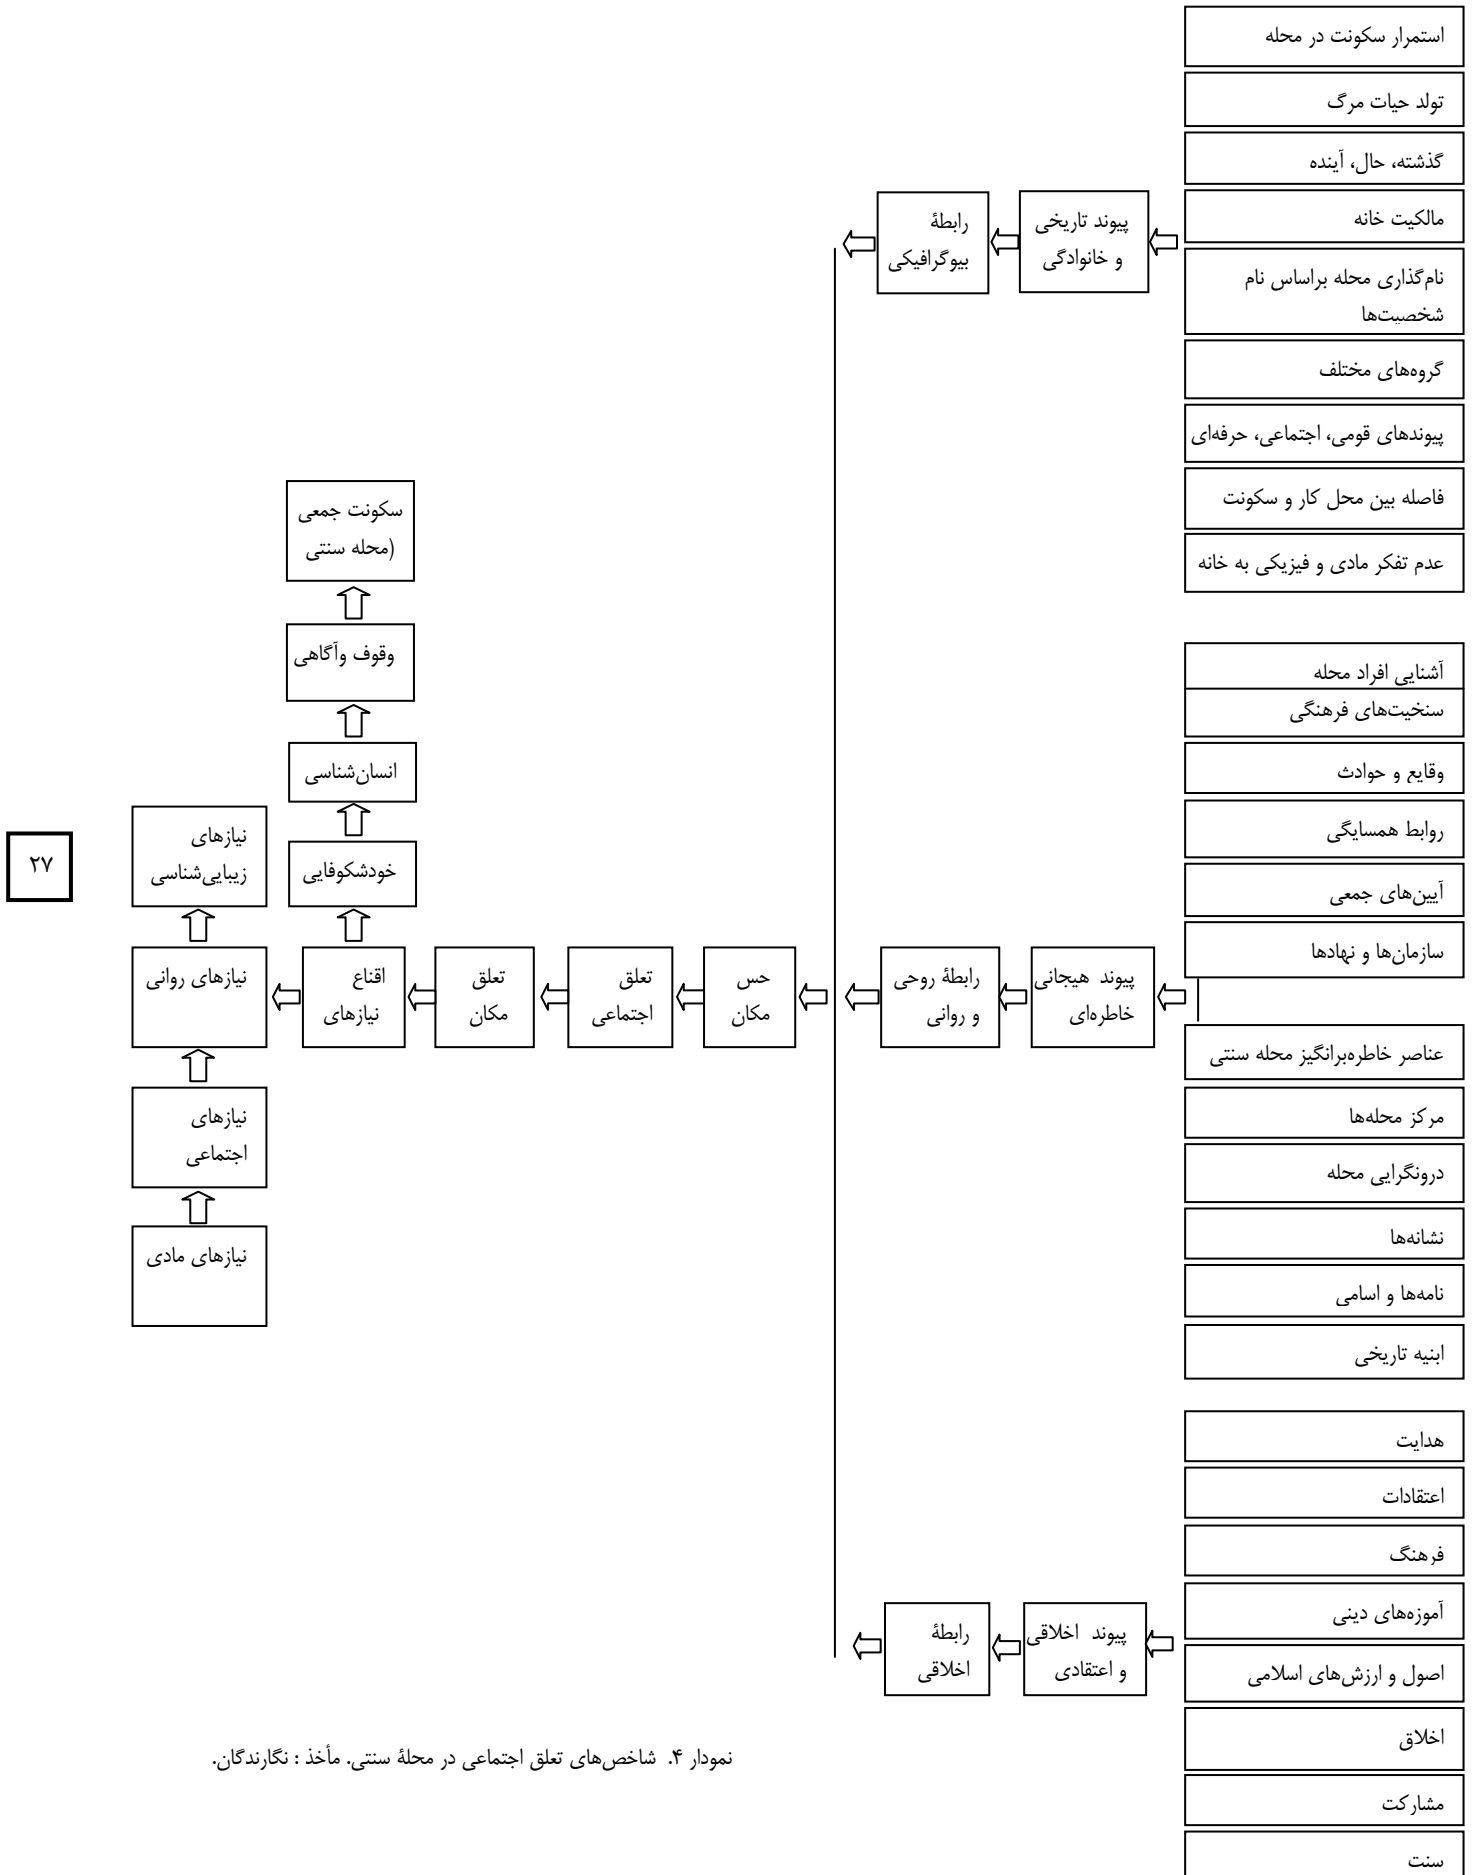 استمرار سکونت در محله
تولد حیات مرگ
گذشته، حال، آینده
مالکیت خانه
نام‌گذاری محله براساس نام
شخصیت‌ها
گروه‌های مختلف
پیوندهای قومی، اجتماعی، حرفه‌ای
فاصله بین محل کار و سکونت
عدم تفکر مادی و فیزیکی به خانه
پیوند تاریخی
و خانوادگی
رابطهٔ
بیوگرافیکی
آشنایی افراد محله
سنخیت‌های فرهنگی
وقایع و حوادث
روابط همسایگی
آیین‌های جمعی
سازمان‌ها و نهادها
عناصر خاطره‌برانگیز محله سنتی
مرکز محله‌ها
درونگرایی محله
نشانه‌ها
نامه‌ها و اسامی
ابنیه تاریخی
پیوند هیجانی
خاطره‌ای
رابطهٔ روحی
و روانی
هدایت
اعتقادات
فرهنگ
آموزه‌های دینی
اصول و ارزش‌های اسلامی
اخلاق
مشارکت
سنت
پیوند اخلاقی
و اعتقادی
رابطهٔ
اخلاقی
حس
مکان
تعلق
اجتماعی
تعلق
مکان
اقناع
نیازهای
سکونت جمعی
(محله سنتی
وقوف وآگاهی
انسان‌شناسی
خودشکوفایی
نیازهای
زیبایی‌شناسی
نیازهای روانی
نیازهای
اجتماعی
نیازهای مادی
۲۷
نمودار ۴. شاخص‌های تعلق اجتماعی در محلهٔ سنتی. مأخذ : نگارندگان.